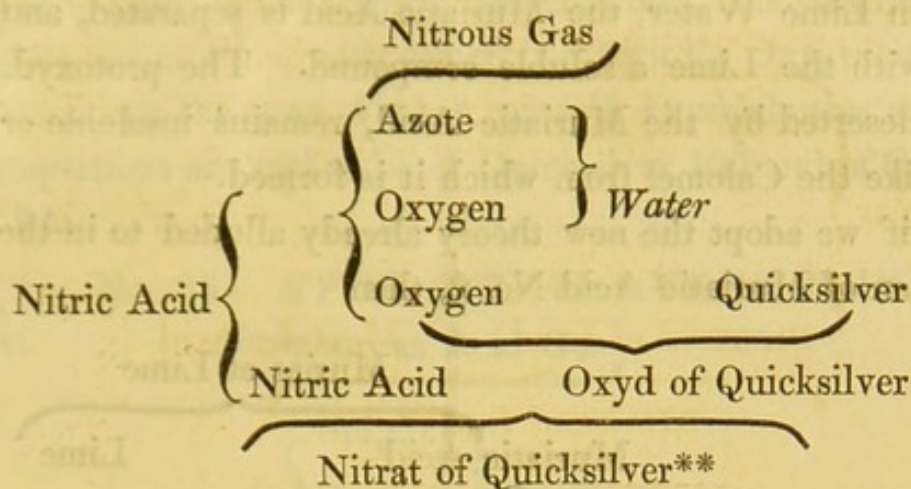 Nitrous Gas
Azote
Oxygen Water
Nitric Acid Oxygen Quicksilver
Nitric Acid Oxyd of Quicksilver
Nitrat of Quicksilver**